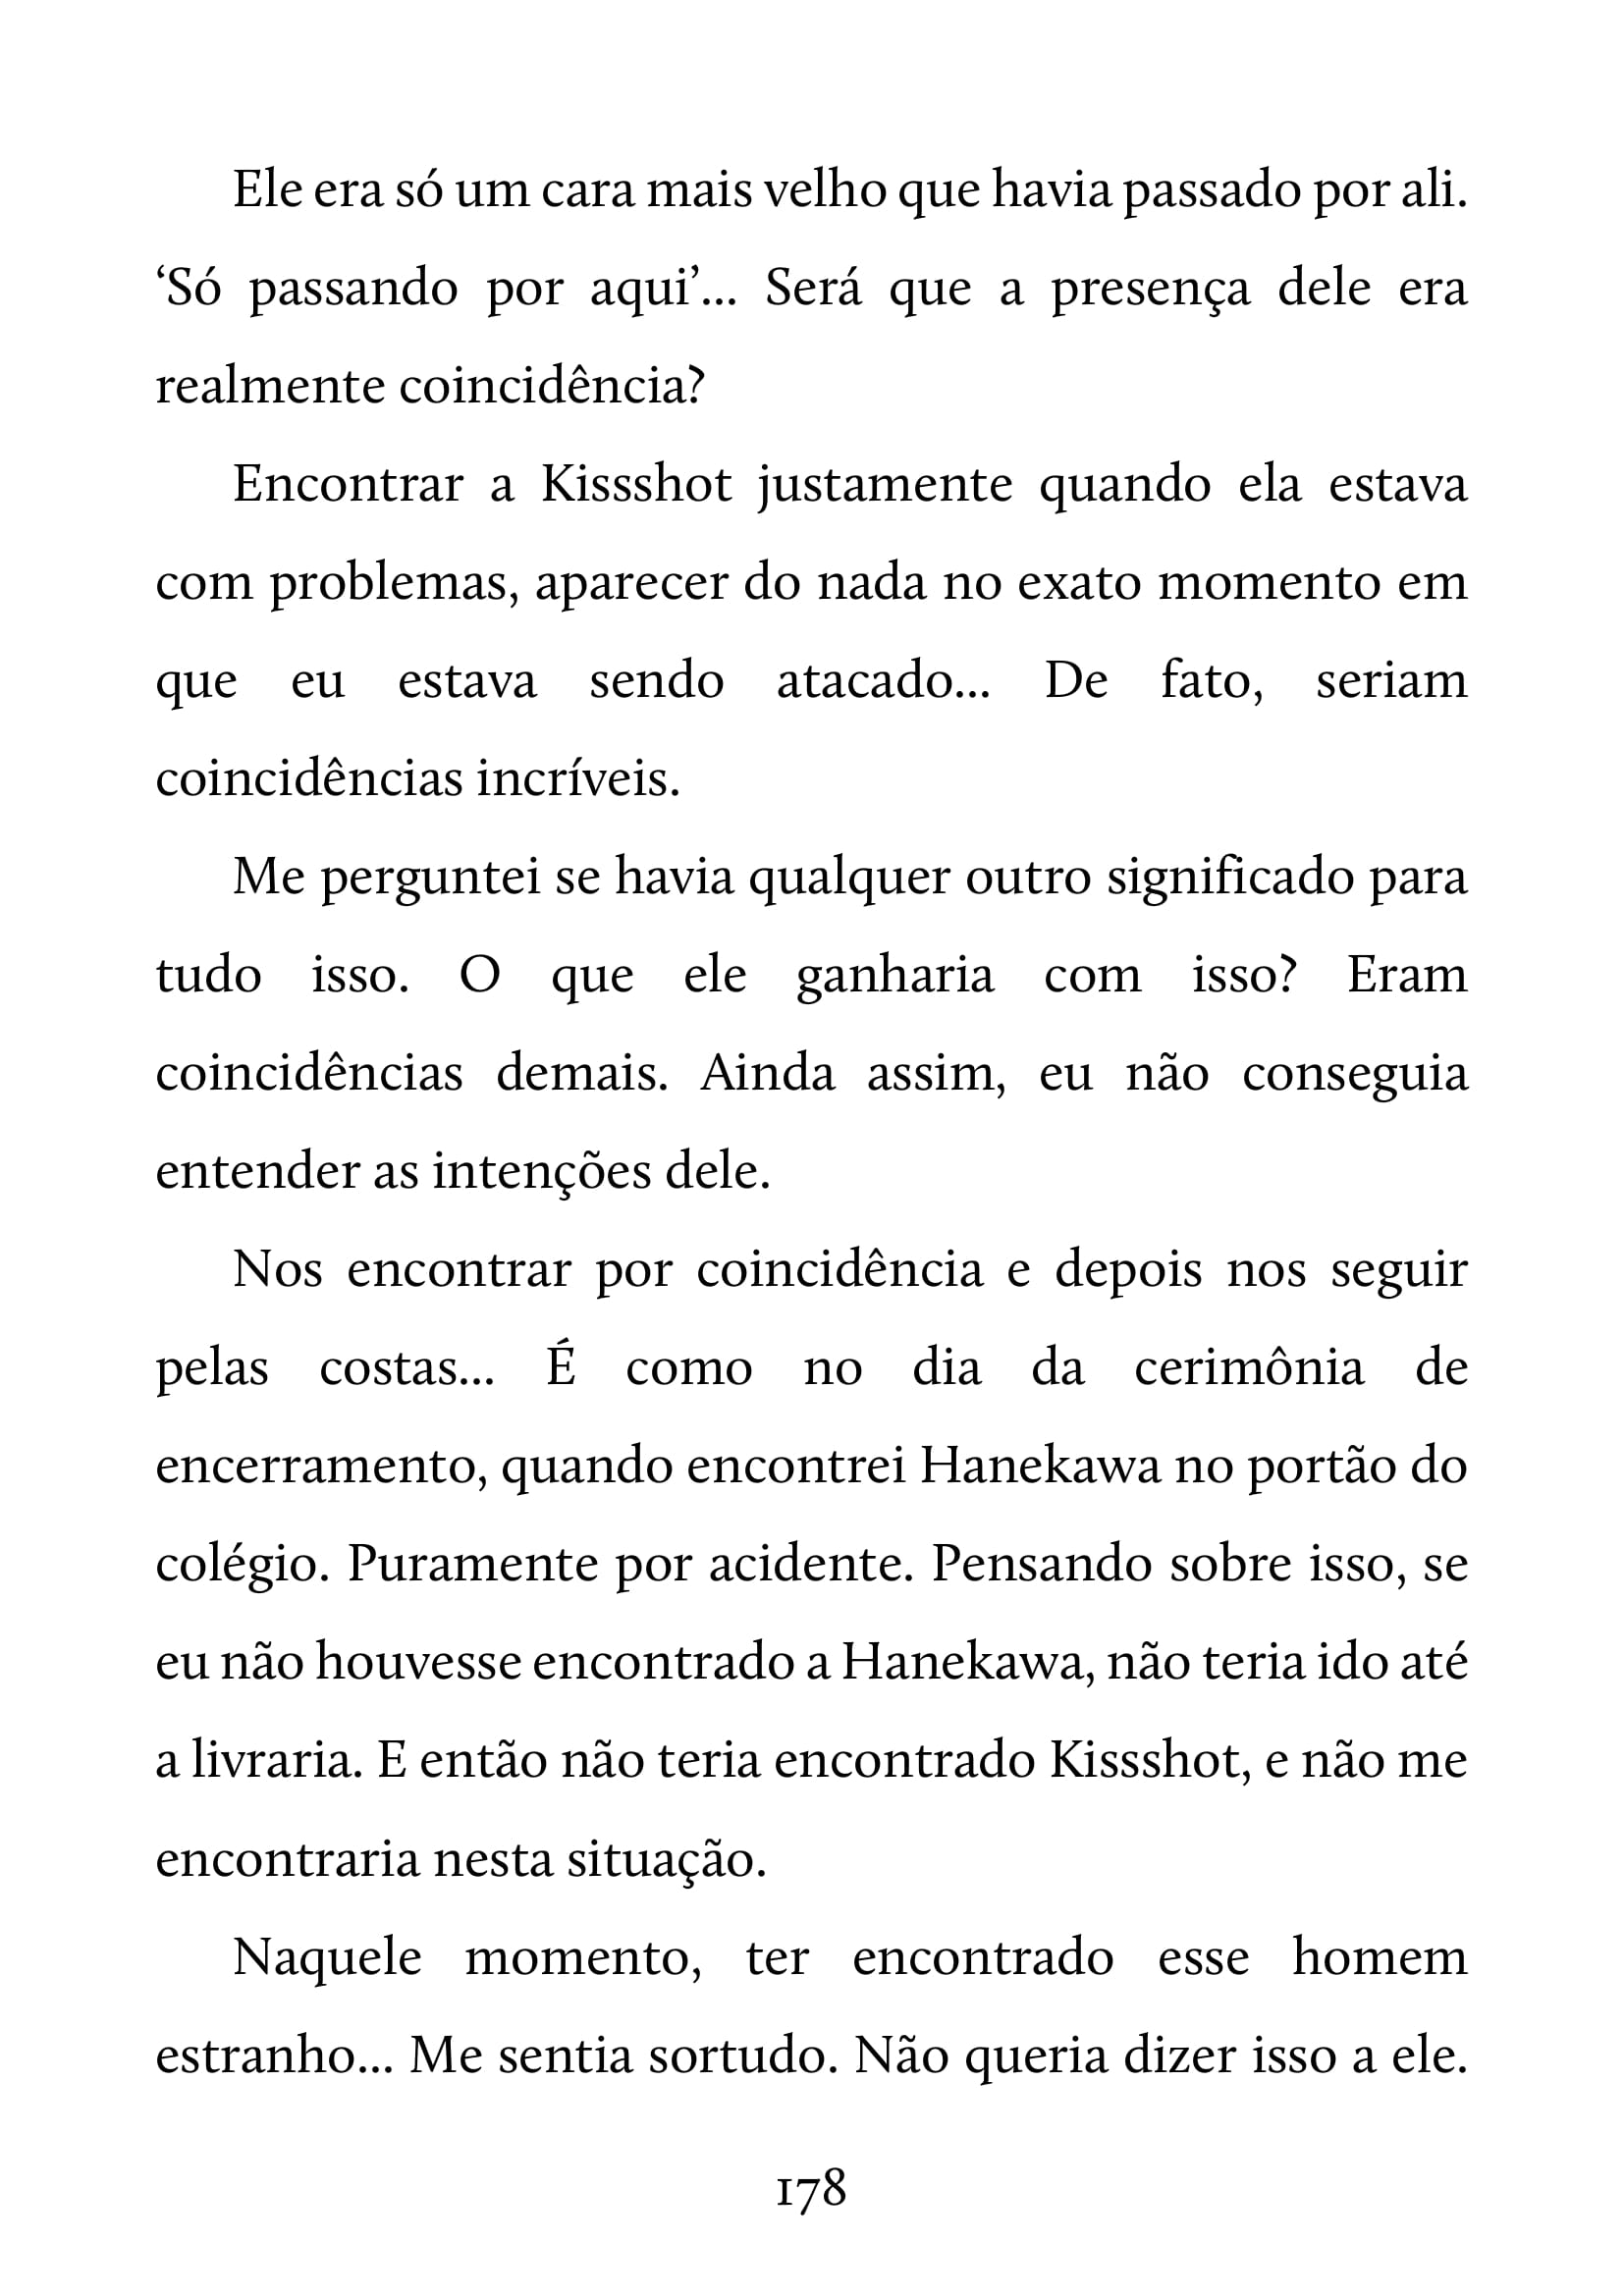 Ele era só um cara mais velho que havia passado por ali.
‘Só passando por aqui’... Será que a presença dele era
realmente coincidência?
Encontrar a Kissshot justamente quando ela estava
com problemas, aparecer do nada no exato momento em
que eu estava sendo atacado... De fato, seriam
coincidências incríveis.
Me perguntei se havia qualquer outro significado para
tudo isso. O que ele ganharia com isso? Eram
coincidências demais. Ainda assim, eu não conseguia
entender as intenções dele.
Nos encontrar por coincidência e depois nos seguir
pelas costas... É como no dia da cerimônia de
encerramento, quando encontrei Hanekawa no portão do
colégio. Puramente por acidente. Pensando sobre isso, se
eu não houvesse encontrado a Hanekawa, não teria ido até
a livraria. E então não teria encontrado Kissshot, e não me
encontraria nesta situação.
Naquele momento, ter encontrado esse homem
estranho... Me sentia sortudo. Não queria dizer isso a ele.
178